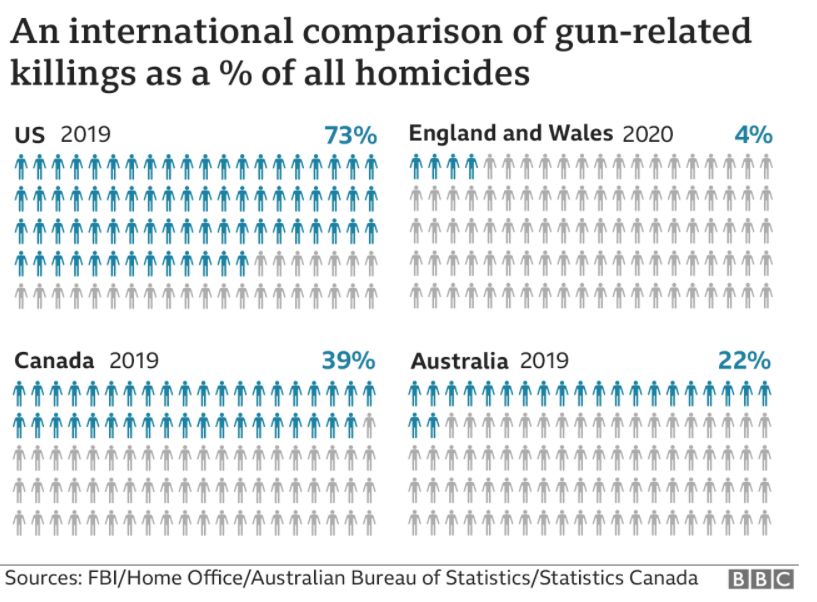 An international comparison of gun-related
killings as a % of all homicides
US 2019 73%
England and Wales 2020 4%
Canada 2019 39%
Australia 2019 22%
Sources: FBI/Home Office/Australian Bureau of Statistics/Statistics Canada
BBC